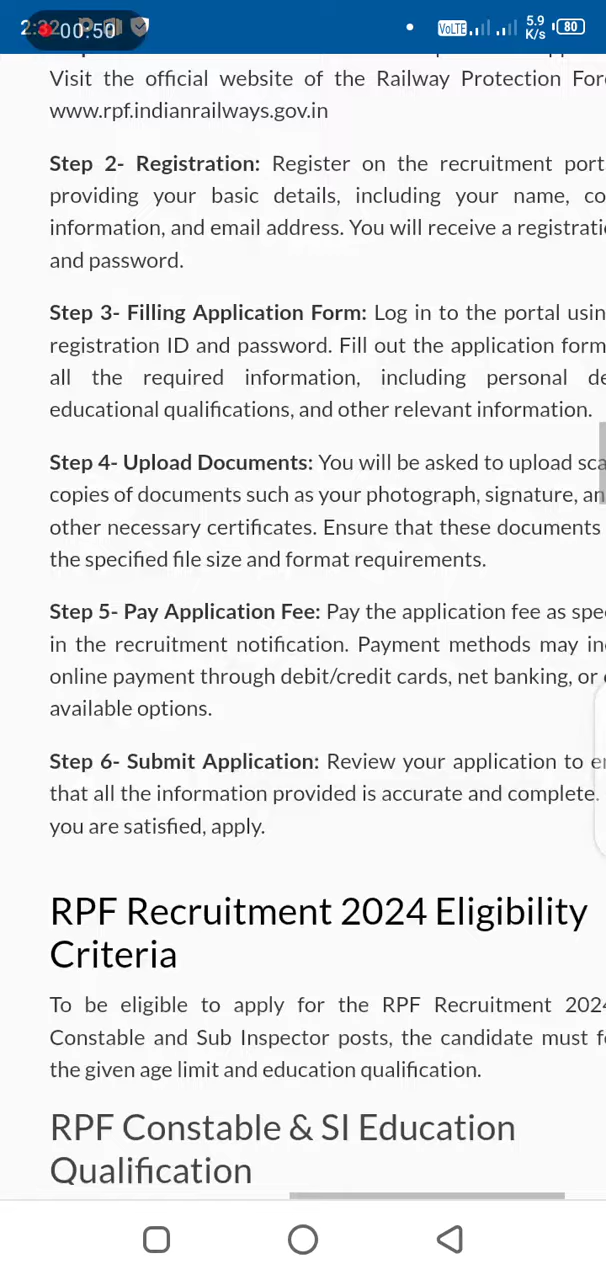 2:32 00:50 VoLTE 5.9 K/s 80
Visit the official website of the Railway Protection For
www.rpf.indianrailways.gov.in
Step 2- Registration: Register on the recruitment port
providing your basic details, including your name, co
information, and email address. You will receive a registrati
and password.
Step 3- Filling Application Form: Log in to the portal usin
registration ID and password. Fill out the application form
all the required information, including personal de
educational qualifications, and other relevant information.
Step 4- Upload Documents: You will be asked to upload sca
copies of documents such as your photograph, signature, an
other necessary certificates. Ensure that these documents
the specified file size and format requirements.
Step 5- Pay Application Fee: Pay the application fee as spe
in the recruitment notification. Payment methods may in
online payment through debit/credit cards, net banking, or
available options.
Step 6- Submit Application: Review your application to e
that all the information provided is accurate and complete.
you are satisfied, apply.
RPF Recruitment 2024 Eligibility
Criteria
To be eligible to apply for the RPF Recruitment 202
Constable and Sub Inspector posts, the candidate must f
the given age limit and education qualification.
RPF Constable & SI Education
Qualification